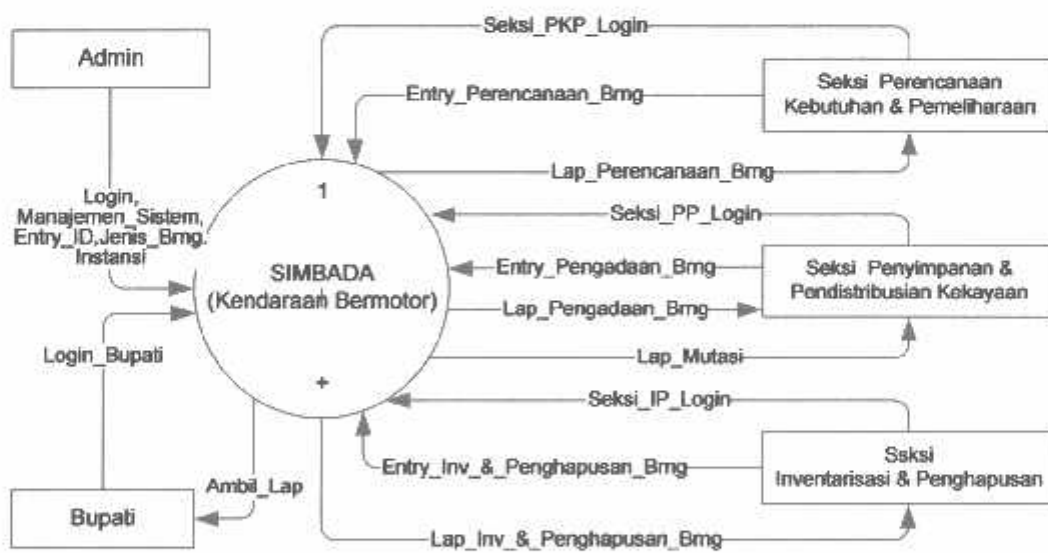 Admin
Seksi_PKP_Login
Seksi Perencanaan
Kebutuhan & Pemeliharaan
Entry_Perencanaan_Brng
Lap_Perencanaan_Brng
1
Login,
Manajemen_Sistem,
Entry_ID,Jenis_Brng,
Instansi
SIMBADA
(Kendaraan Bermotor)
+
Seksi_PP_Login
Entry_Pengadaan_Brng
Lap_Pengadaan_Brng
Lap_Mutasi
Seksi Penyimpanan &
Pendistribusian Kekayaan
Login_Bupati
Seksi_IP_Login
Entry_Inv_&_Penghapusan_Brng
Lap_Inv_&_Penghapusan_Brng
Ssksi
Inventarisasi & Penghapusan
Ambil_Lap
Bupati